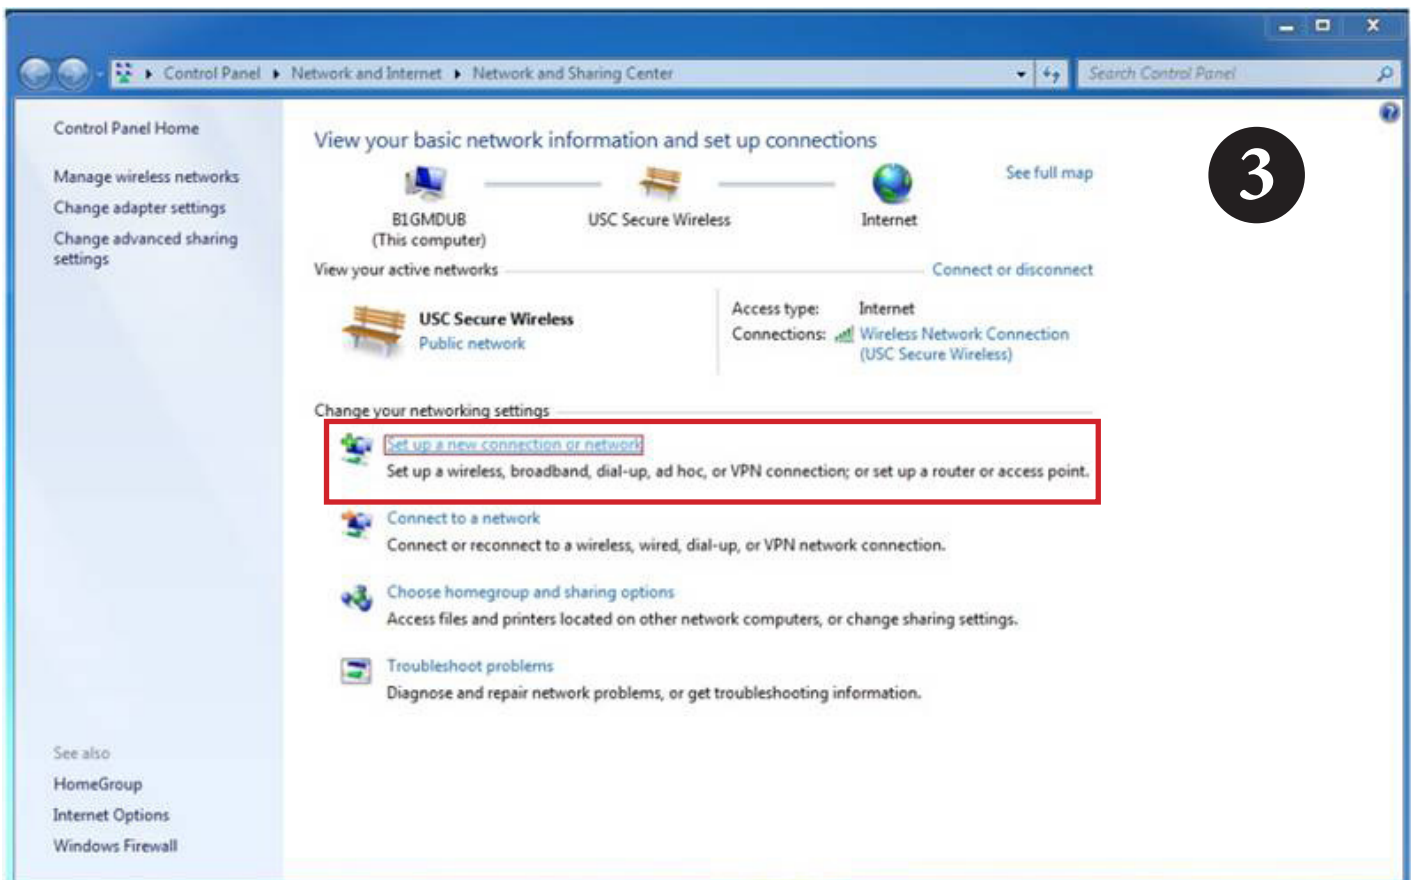 Control Panel
Network and Internet
Network and Sharing Center
Search Control Panel
Control Panel Home
Manage wireless networks
Change adapter settings
Change advanced sharing
settings
See also
HomeGroup
Internet Options
Windows Firewall
View your basic network information and set up connections
3
See full map
B1GMDUB
(This computer)
USC Secure Wireless
Internet
View your active networks
Connect or disconnect
USC Secure Wireless
Public network
Access type: Internet
Connections: Wireless Network Connection
(USC Secure Wireless)
Change your networking settings
Set up a new connection or network
Set up a wireless, broadband, dial-up, ad hoc, or VPN connection; or set up a router or access point.
Connect to a network
Connect or reconnect to a wireless, wired, dial-up, or VPN network connection.
Choose homegroup and sharing options
Access files and printers located on other network computers, or change sharing settings.
Troubleshoot problems
Diagnose and repair network problems, or get troubleshooting information.